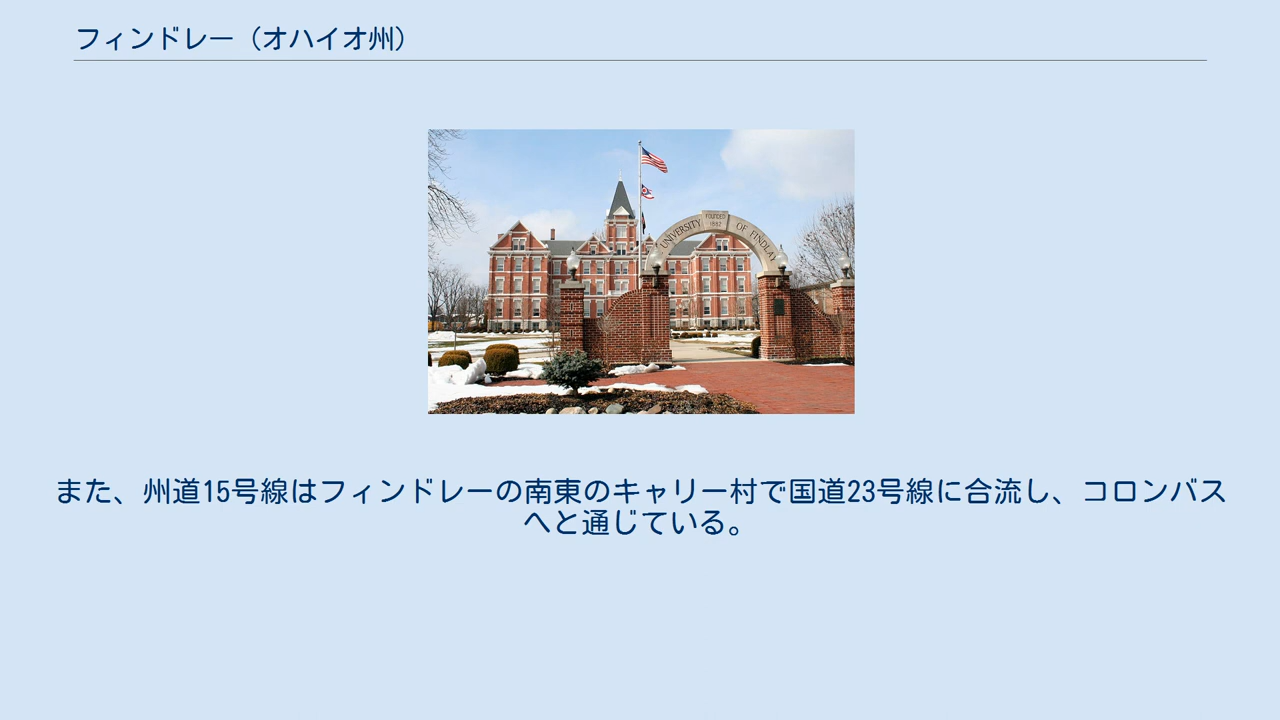 フィンドレー（オハイオ州）
FOUNDED
1882
UNIVERSITY OF FINDLAY
また、州道15号線はフィンドレーの南東のキャリー村で国道23号線に合流し、コロンバス
へと通じている。